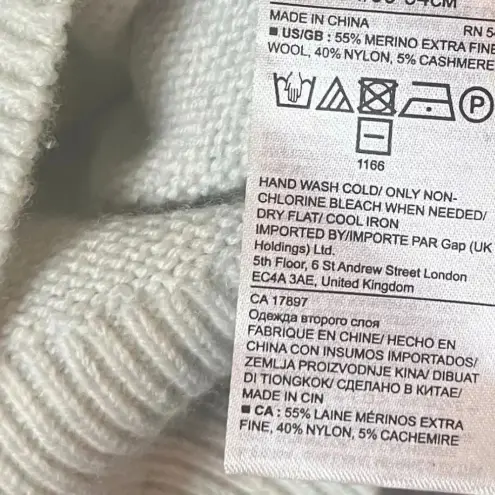 MADE IN CHINA RN 54
■ US/GB : 55% MERINO EXTRA FINE
WOOL, 40% NYLON, 5% CASHMERE
P
1166
HAND WASH COLD/ ONLY NON-
CHLORINE BLEACH WHEN NEEDED/
DRY FLAT/ COOL IRON
IMPORTED BY/IMPORTE PAR Gap (UK
Holdings) Ltd.
5th Floor, 6 St Andrew Street London
EC4A 3AE, United Kingdom
CA 17897
Одежда второго слоя
FABRIQUE EN CHINE/ HECHO EN
CHINA CON INSUMOS IMPORTADOS/
ZEMLJA PROIZVODNJE KINA/ DIBUAT
DI TIONGKOK/ СДЕЛАНО В КИТАЕ/
MADE IN CIN
■ CA : 55% LAINE MÉRINOS EXTRA
FINE, 40% NYLON, 5% CACHEMIRE